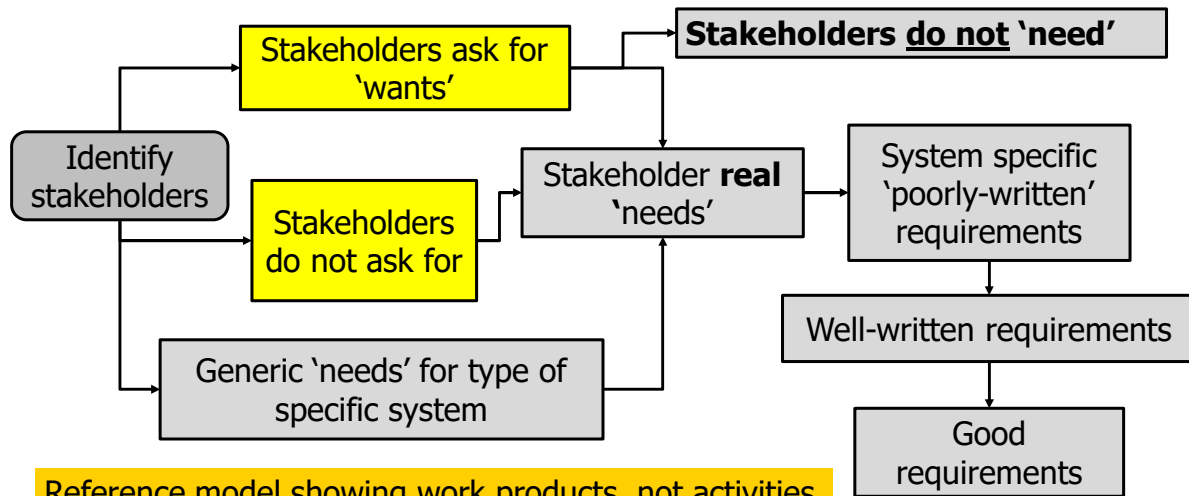 Stakeholders ask for
‘wants’
Stakeholders do not ‘need’
Identify
stakeholders
Stakeholders
do not ask for
Stakeholder real
‘needs’
System specific
‘poorly-written’
requirements
Generic ‘needs’ for type of
specific system
Well-written requirements
Good
requirements
Reference model showing work products, not activities